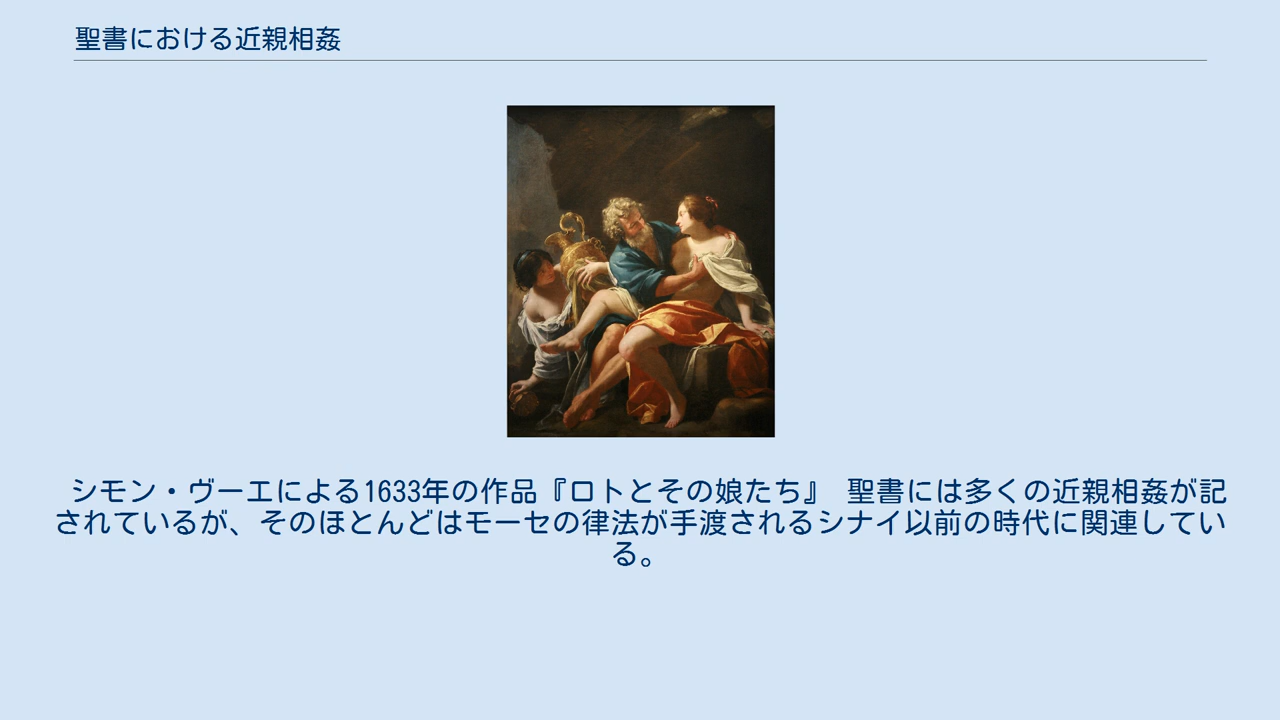 聖書における近親相姦
シモン・ヴーエによる1633年の作品『ロトとその娘たち』 聖書には多くの近親相姦が記
されているが、そのほとんどはモーセの律法が手渡されるシナイ以前の時代に関連してい
る。